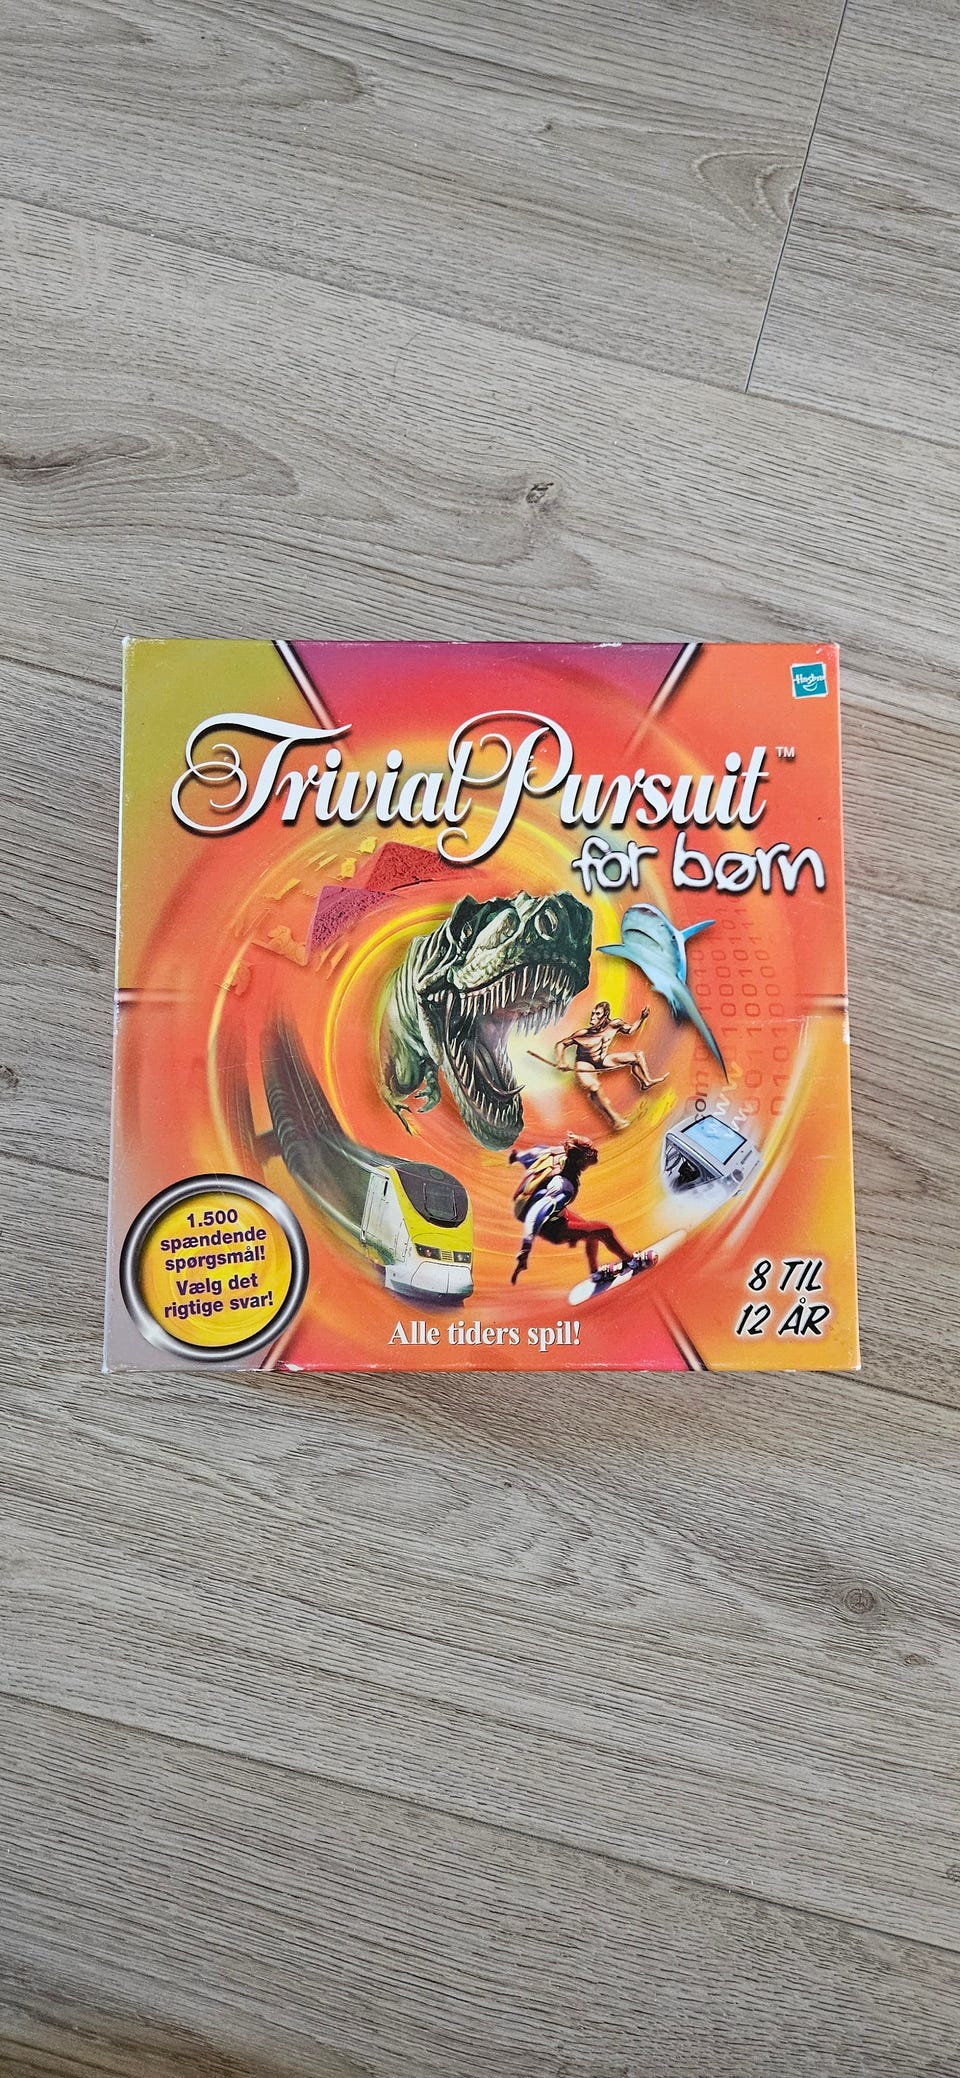 Hasbro
Trivial Pursuit™
for børn
1.500
spændende
spørgsmål!
Vælg det
rigtige svar!
Alle tiders spil!
8 TIL
12 ÅR